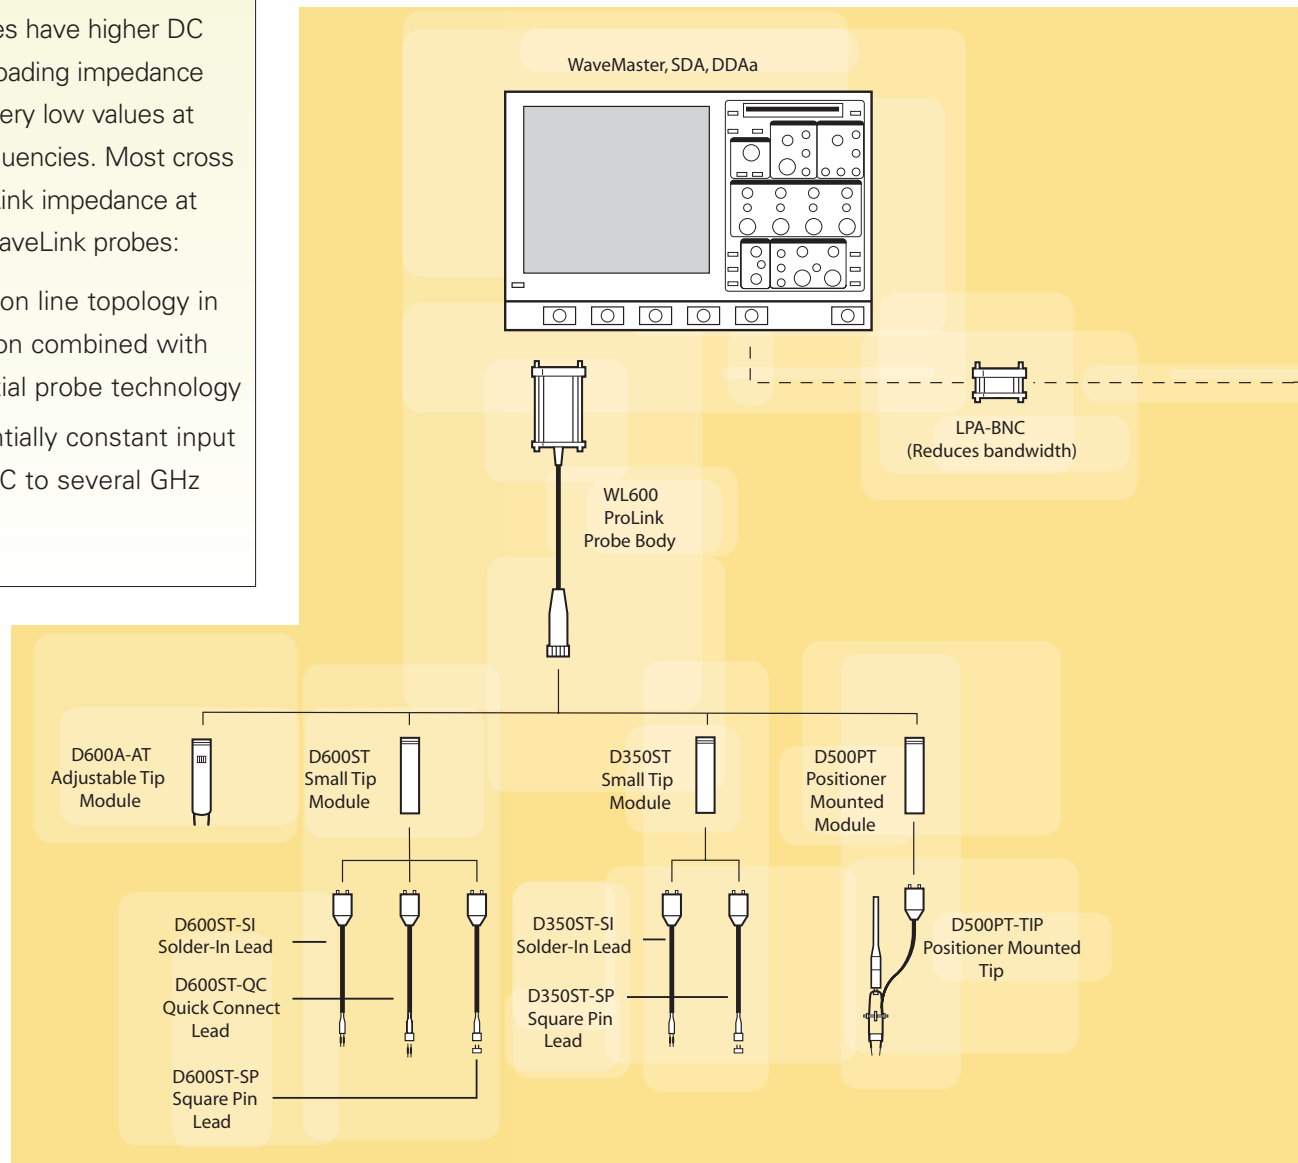 es have higher DC
oading impedance
ery low values at
uencies. Most cross
ink impedance at
aveLink probes:
on line topology in
on combined with
tial probe technology
ntially constant input
C to several GHz
WaveMaster, SDA, DDAa
LPA-BNC
(Reduces bandwidth)
WL600
ProLink
Probe Body
D600A-AT
Adjustable Tip
Module
D600ST
Small Tip
Module
D350ST
Small Tip
Module
D500PT
Positioner
Mounted
Module
D600ST-SI
Solder-In Lead
D600ST-QC
Quick Connect
Lead
D600ST-SP
Square Pin
Lead
D350ST-SI
Solder-In Lead
D350ST-SP
Square Pin
Lead
D500PT-TIP
Positioner Mounted
Tip